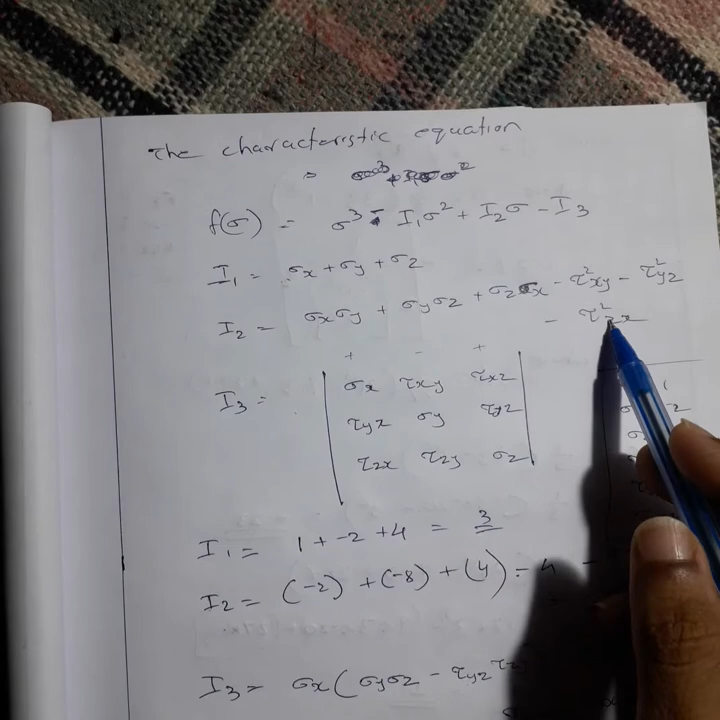 The characteristic equation
=
f(σ) = σ³ - I₁σ² + I₂σ - I₃
I₁ = σx + σy + σz
I₂ = σxσy + σyσz + σzσx - τ²xy - τ²yz
- τ²zx
+ - +
I₃ =
σx τxy τxz
τyx σy τyz
τzx τzy σz
I₁ = 1 + -2 + 4 = 3
I₂ = (-2) + (-8) + (4) - 4 -
=
I₃ = σx (σyσz - τyz